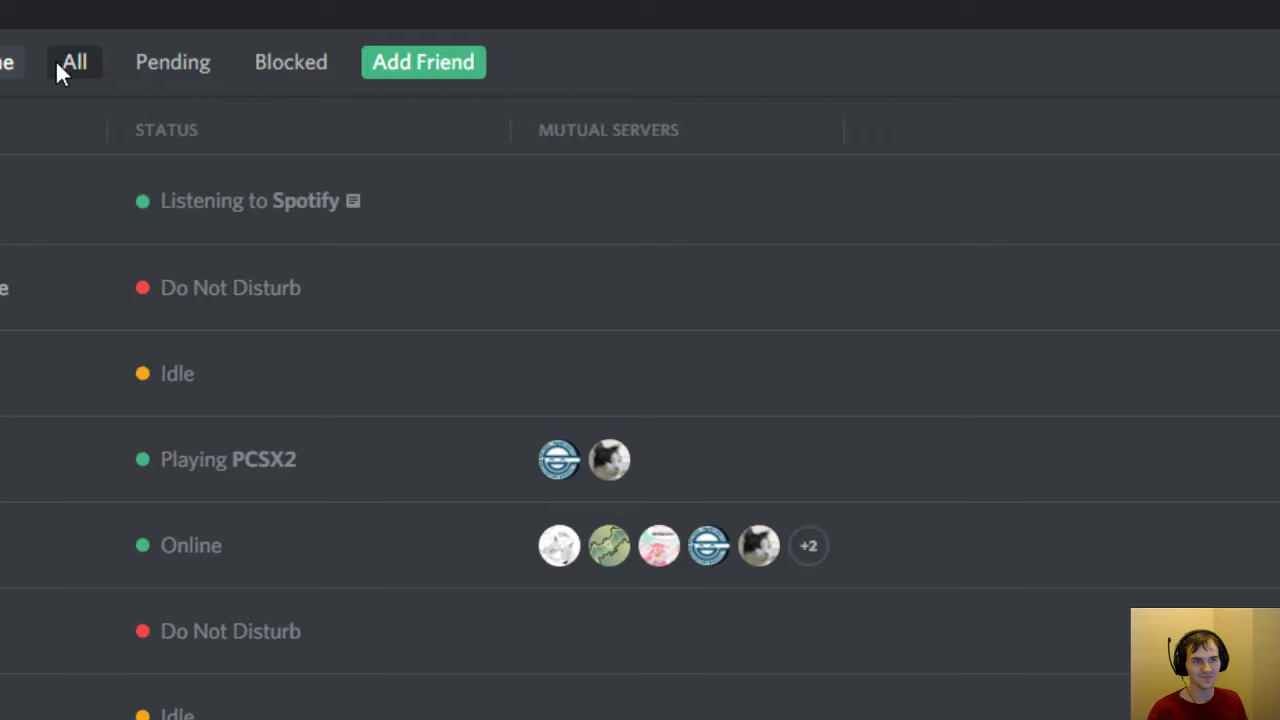 e All Pending Blocked Add Friend
STATUS MUTUAL SERVERS
Listening to Spotify
e Do Not Disturb
Idle
Playing PCSX2
Online +2
Do Not Disturb
Idle